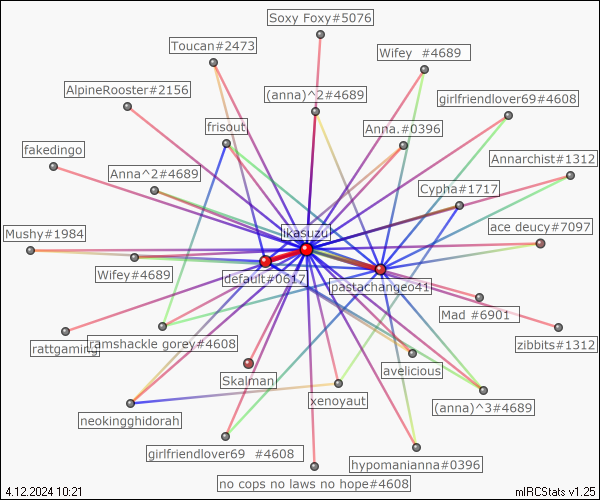 Soxy Foxy#5076
Toucan#2473
Wifey  #4689
AlpineRooster#2156
(anna)^2#4689
girlfriendlover69#4608
frisout
Anna.#0396
fakedingo
Annarchist#1312
Anna^2#4689
Cypha#1717
ace deucy#7097
Mushy#1984
ikasuzu
Wifey#4689
default#0617
pastachangeo41
Mad #6901
rattgaming
ramshackle gorey#4608
zibbits#1312
Skalman
avelicious
xenoyaut
(anna)^3#4689
neokingghidorah
girlfriendlover69  #4608
hypomanianna#0396
no cops no laws no hope#4608
4.12.2024 10:21
mIRCStats v1.25